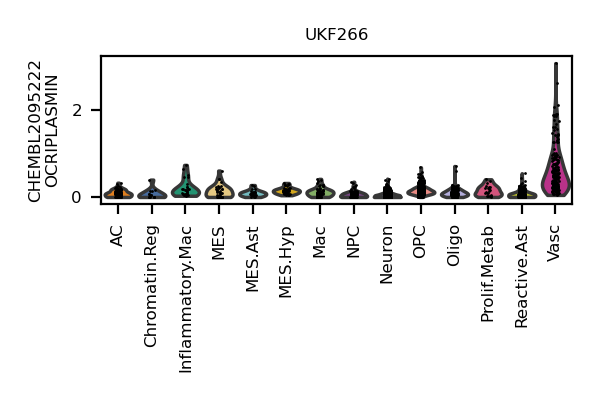 UKF266
CHEMBL2095222
OCRIPLASMIN
2
0
AC
Chromatin.Reg
Inflammatory.Mac
MES
MES.Ast
MES.Hyp
Mac
NPC
Neuron
OPC
Oligo
Prolif.Metab
Reactive.Ast
Vasc